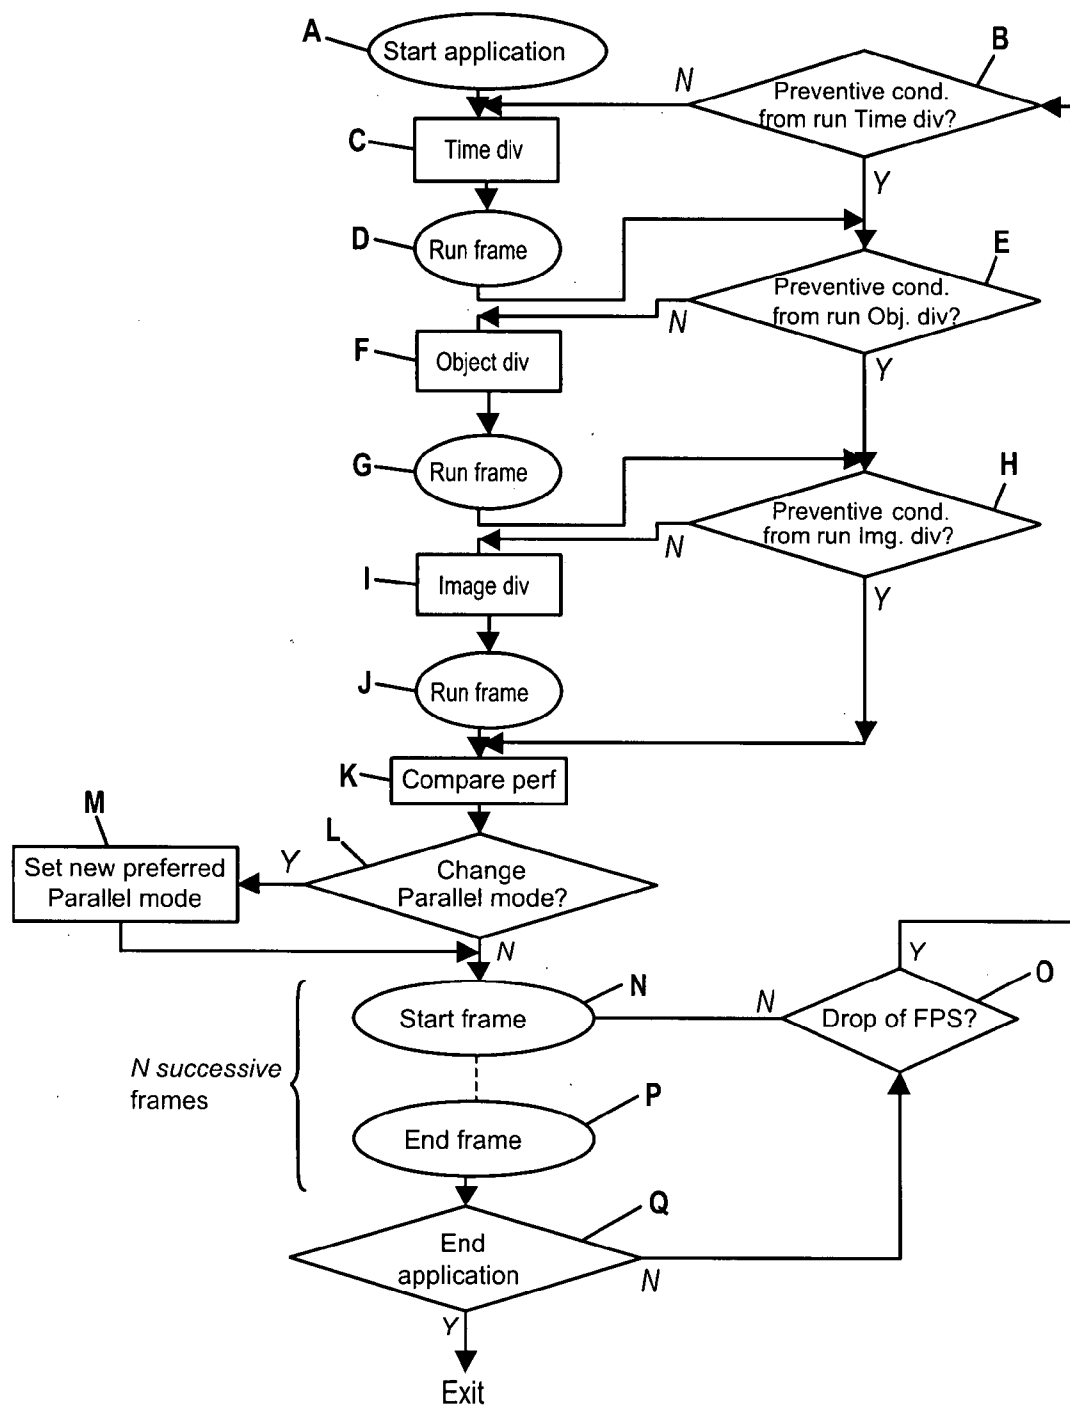 A
Start application
B
N
Preventive cond.
from run Time div?
C
Time div
Y
D
Run frame
E
Preventive cond.
from run Obj. div?
N
F
Object div
Y
G
Run frame
H
Preventive cond.
from run Img. div?
N
I
Image div
Y
J
Run frame
K
Compare perf
M
L
Set new preferred
Parallel mode
Y
Change
Parallel mode?
N
Y
N
Start frame
N
O
Drop of FPS?
N successive
frames
P
End frame
Q
End
application
N
Y
Exit